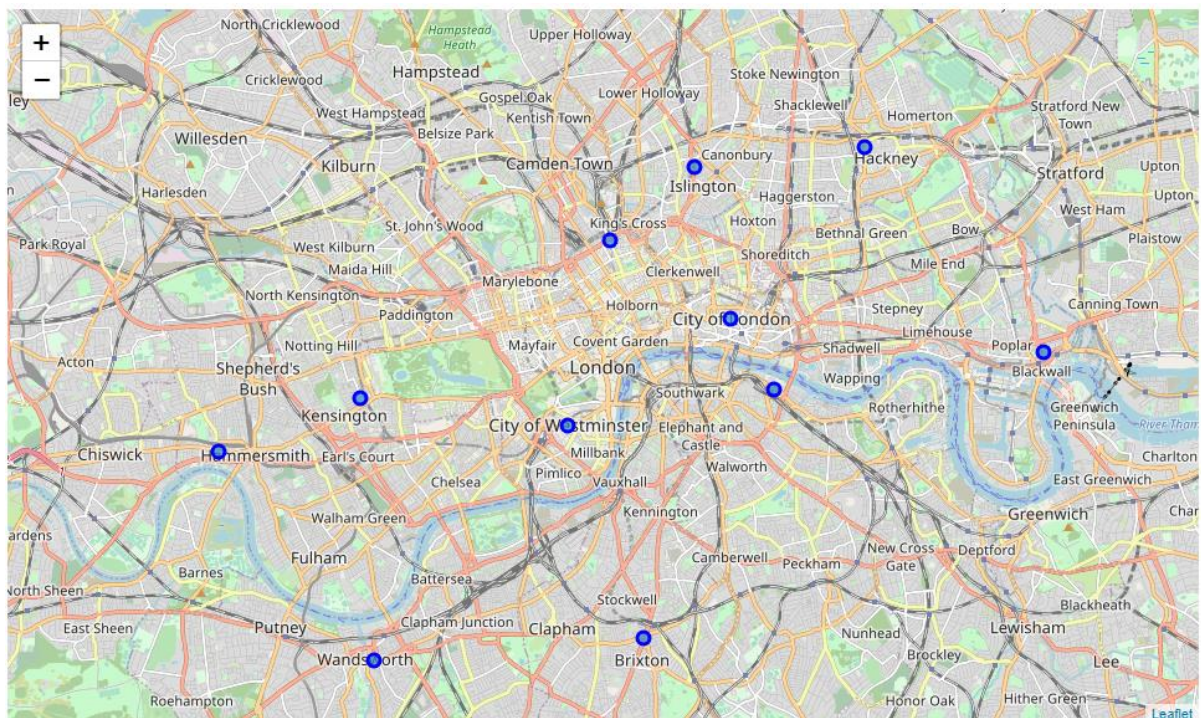 North Cricklewood
Hampstead
Heath
Upper Holloway
+
−
Cricklewood
Hampstead
Stoke Newington
ley
Gospel Oak
Lower Holloway
Shacklewell
Stratford New
Town
West Hampstead
Kentish Town
Homerton
Willesden
Belsize Park
Canonbury
Hackney
Kilburn
Camden Town
Upton
Stratford
Harlesden
Islington
Haggerston
Upton
West Ham
St. John's Wood
King's Cross
Hoxton
Bethnal Green
Bow
Plaistow
Park Royal
West Kilburn
Shoreditch
Mile End
Maida Hill
Marylebone
Clerkenwell
North Kensington
Holborn
Stepney
Canning Town
Paddington
City of London
Limehouse
Notting Hill
Mayfair
Covent Garden
Shadwell
Poplar
Acton
Shepherd's
Bush
London
Wapping
Blackwall
Southwark
Rotherhithe
Greenwich
Peninsula
Kensington
City of Westminster
Elephant and
Castle
River Tham
Chiswick
Hammersmith
Earl's Court
Millbank
Walworth
Charlton
Pimlico
Chelsea
Vauxhall
East Greenwich
Kennington
Greenwich
Char
Walham Green
ardens
Fulham
Camberwell
New Cross
Gate
Deptford
Barnes
Battersea
Peckham
North Sheen
Stockwell
Blackheath
East Sheen
Putney
Clapham Junction
Clapham
Nunhead
Lewisham
Wandsworth
Brixton
Brockley
Lee
Roehampton
Honor Oak
Hither Green
Leaflet